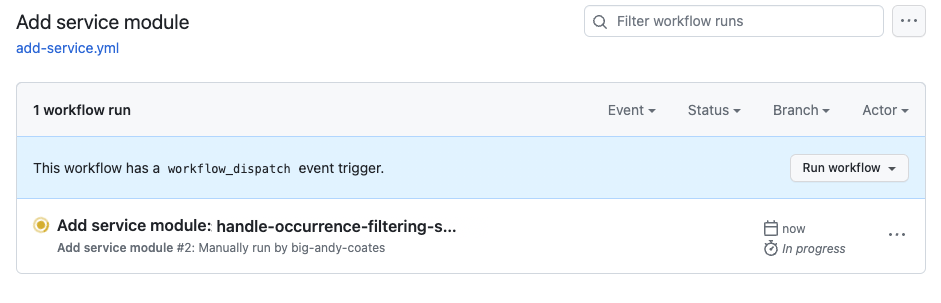 Add service module
Filter workflow runs
add-service.yml
1 workflow run
Event
Status
Branch
Actor
This workflow has a workflow_dispatch event trigger.
Run workflow
Add service module: handle-occurrence-filtering-s...
now
Add service module #2: Manually run by big-andy-coates
In progress